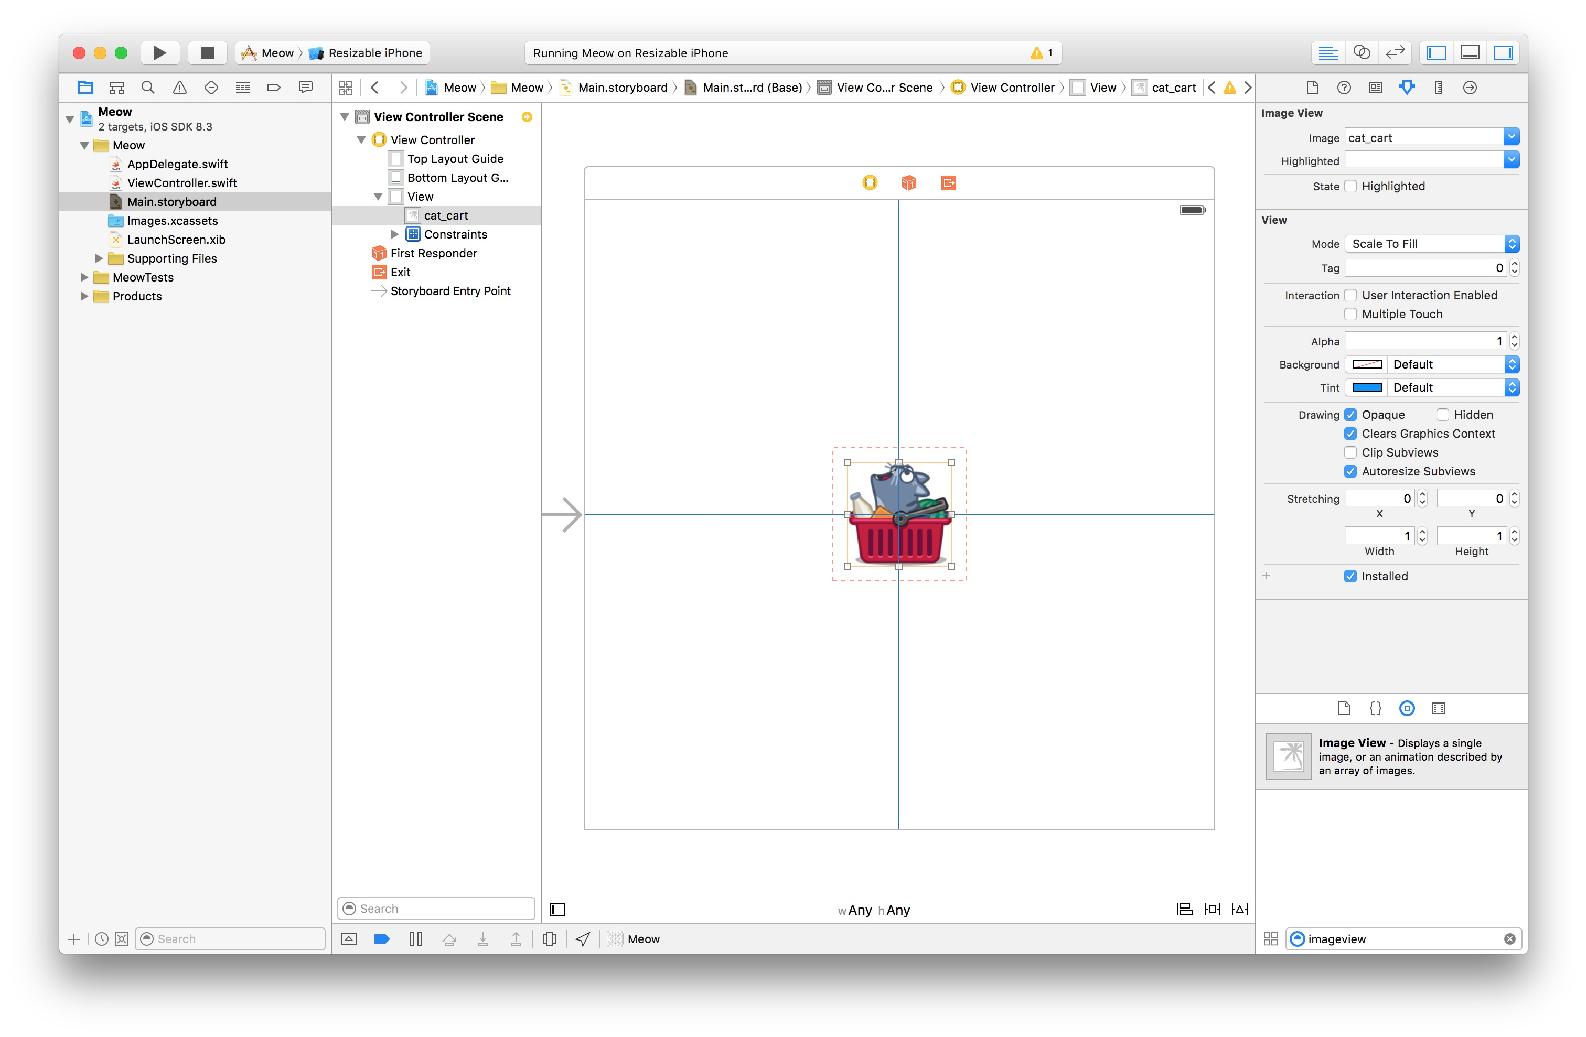 Meow Resizable iPhone
Running Meow on Resizable iPhone
1
Meow Meow Main.storyboard Main.st...rd (Base) View Co...r Scene View Controller View cat_cart
Meow
2 targets, iOS SDK 8.3
Meow
AppDelegate.swift
ViewController.swift
Main.storyboard
Images.xcassets
LaunchScreen.xib
Supporting Files
MeowTests
Products
Search
View Controller Scene
View Controller
Top Layout Guide
Bottom Layout G...
View
cat_cart
Constraints
First Responder
Exit
Storyboard Entry Point
Search
w Any h Any
Meow
Image View
Image cat_cart
Highlighted
State Highlighted
View
Mode Scale To Fill
Tag 0
Interaction User Interaction Enabled
Multiple Touch
Alpha 1
Background Default
Tint Default
Drawing Opaque Hidden
Clears Graphics Context
Clip Subviews
Autoresize Subviews
Stretching 0 0
X Y
1 1
Width Height
Installed
Image View - Displays a single
image, or an animation described by
an array of images.
imageview